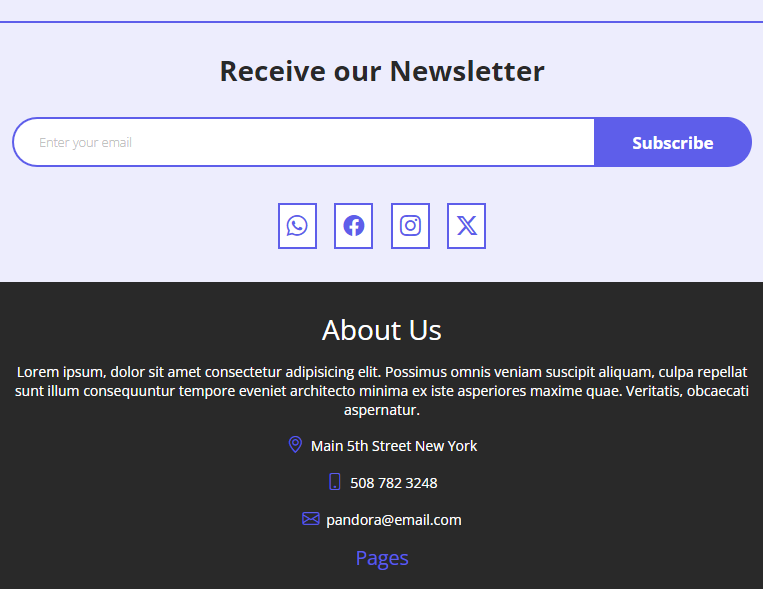 Receive our Newsletter
Enter your email
Subscribe
About Us
Lorem ipsum, dolor sit amet consectetur adipisicing elit. Possimus omnis veniam suscipit aliquam, culpa repellat
sunt illum consequuntur tempore eveniet architecto minima ex iste asperiores maxime quae. Veritatis, obcaecati
aspernatur.
Main 5th Street New York
508 782 3248
pandora@email.com
Pages